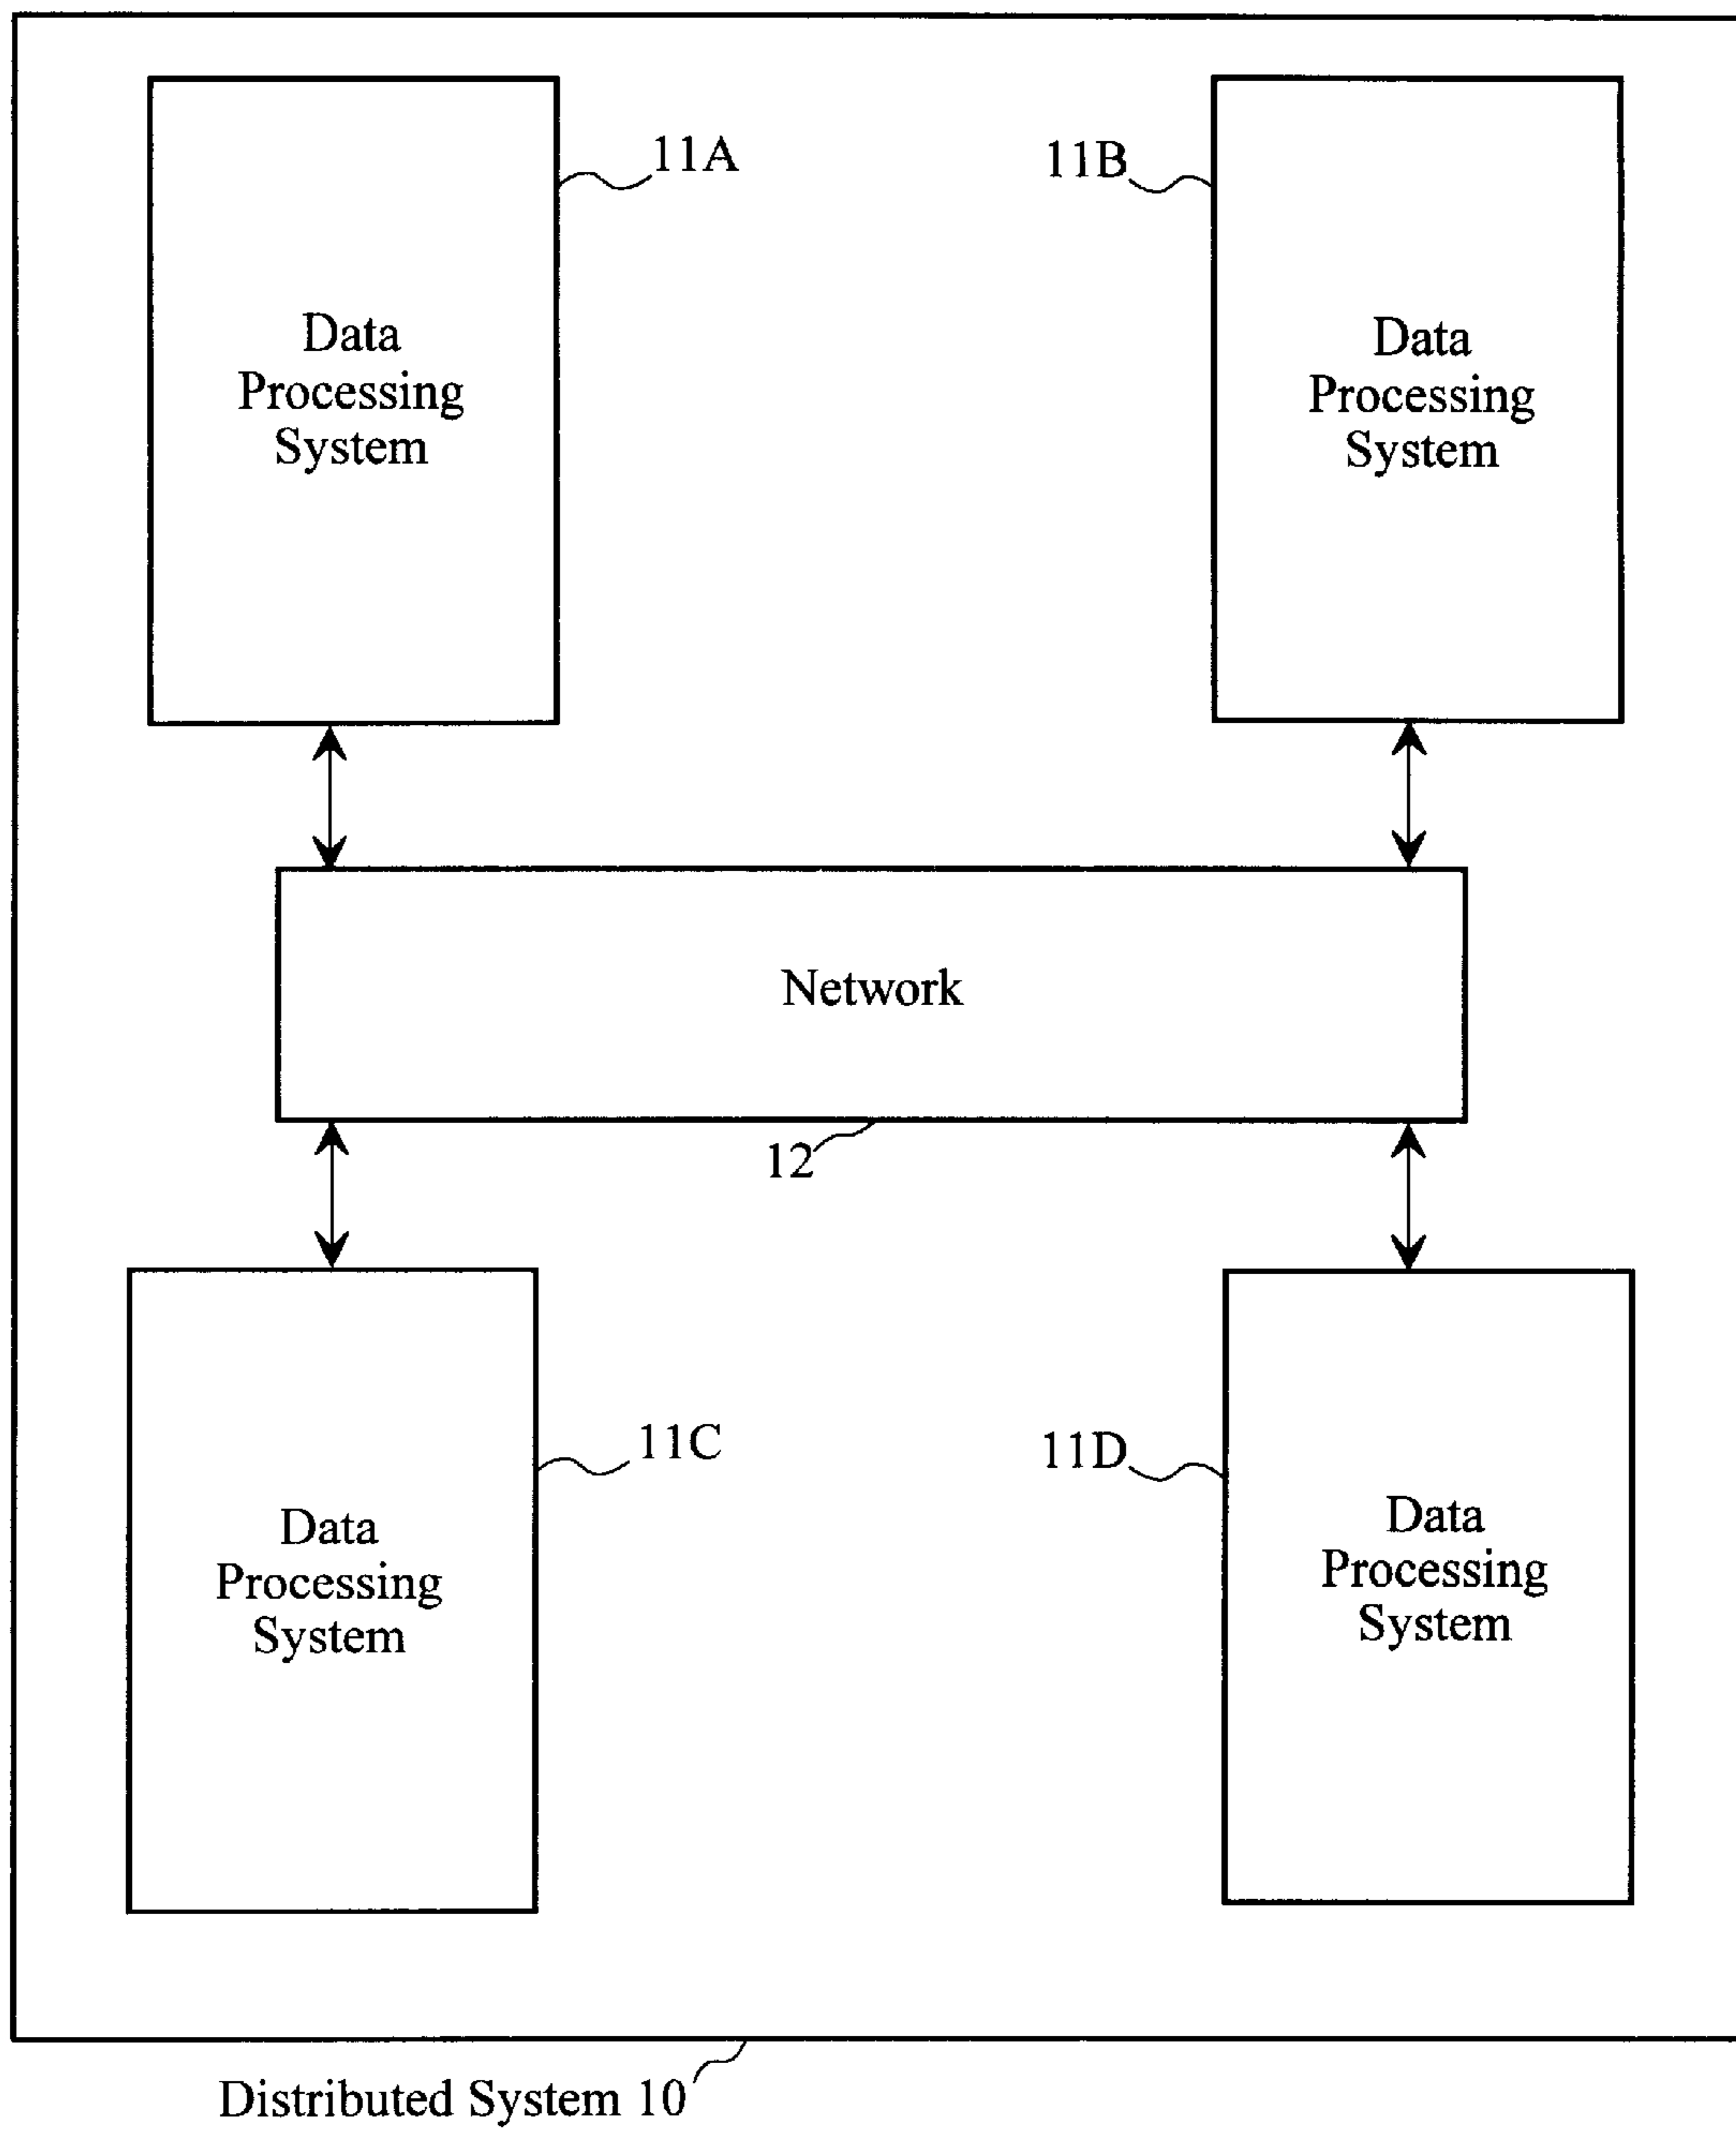 11A
11B
Data
Processing
System
Data
Processing
System
Network
12
11C
11D
Data
Processing
System
Data
Processing
System
Distributed System 10